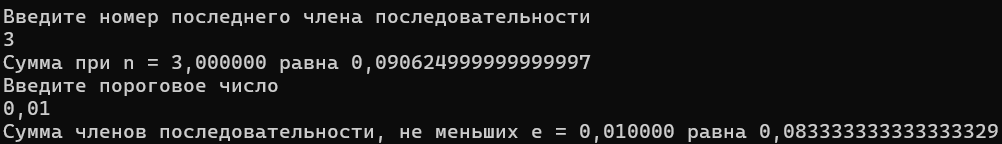 Введите номер последнего члена последовательности
3
Сумма при n = 3,000000 равна 0,090624999999999997
Введите пороговое число
0,01
Сумма членов последовательности, не меньших e = 0,010000 равна 0,083333333333333329